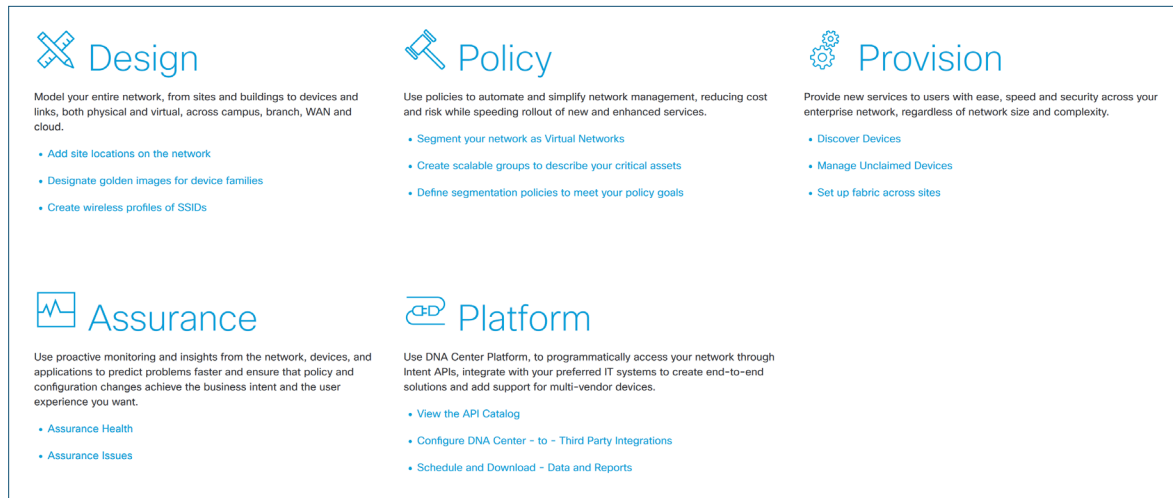 Design
Model your entire network, from sites and buildings to devices and
links, both physical and virtual, across campus, branch, WAN and
cloud.
• Add site locations on the network
• Designate golden images for device families
• Create wireless profiles of SSIDs
Policy
Use policies to automate and simplify network management, reducing cost
and risk while speeding rollout of new and enhanced services.
• Segment your network as Virtual Networks
• Create scalable groups to describe your critical assets
• Define segmentation policies to meet your policy goals
Provision
Provide new services to users with ease, speed and security across your
enterprise network, regardless of network size and complexity.
• Discover Devices
• Manage Unclaimed Devices
• Set up fabric across sites
Assurance
Use proactive monitoring and insights from the network, devices, and
applications to predict problems faster and ensure that policy and
configuration changes achieve the business intent and the user
experience you want.
• Assurance Health
• Assurance Issues
Platform
Use DNA Center Platform, to programmatically access your network through
Intent APIs, integrate with your preferred IT systems to create end-to-end
solutions and add support for multi-vendor devices.
• View the API Catalog
• Configure DNA Center - to - Third Party Integrations
• Schedule and Download - Data and Reports